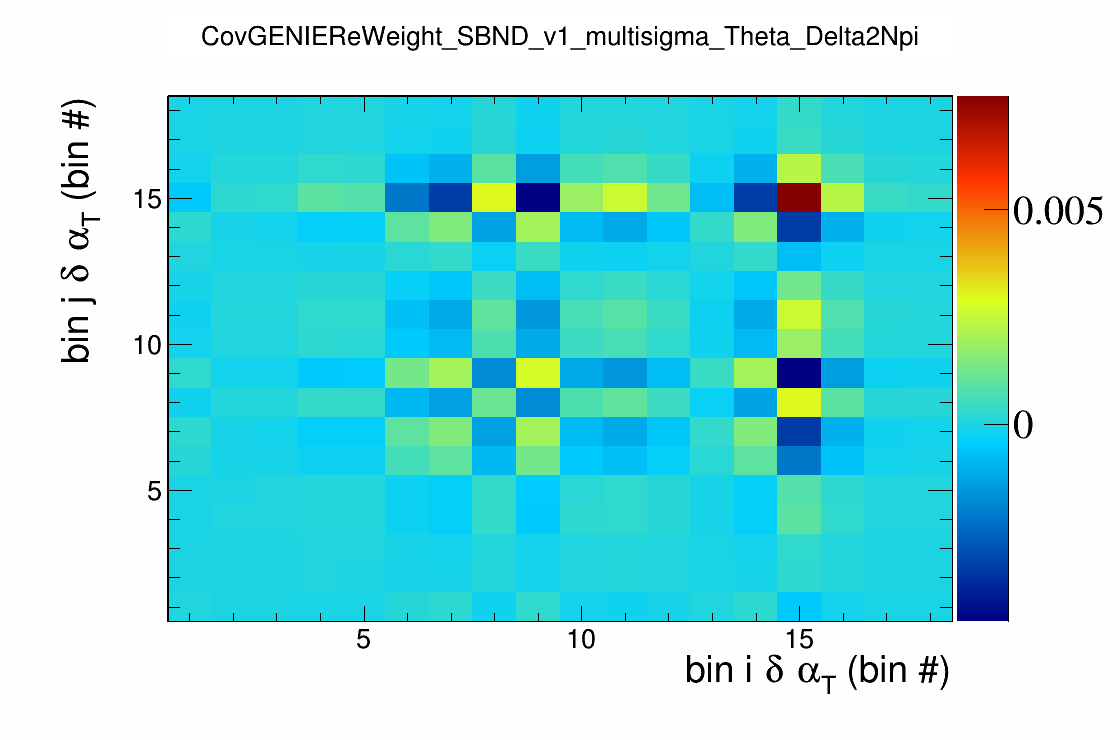 CovGENIEReWeight_SBND_v1_multisigma_Theta_Delta2Npi
bin j δ α_T (bin #)
15
10
5
5
10
15
bin i δ α_T (bin #)
0.005
0